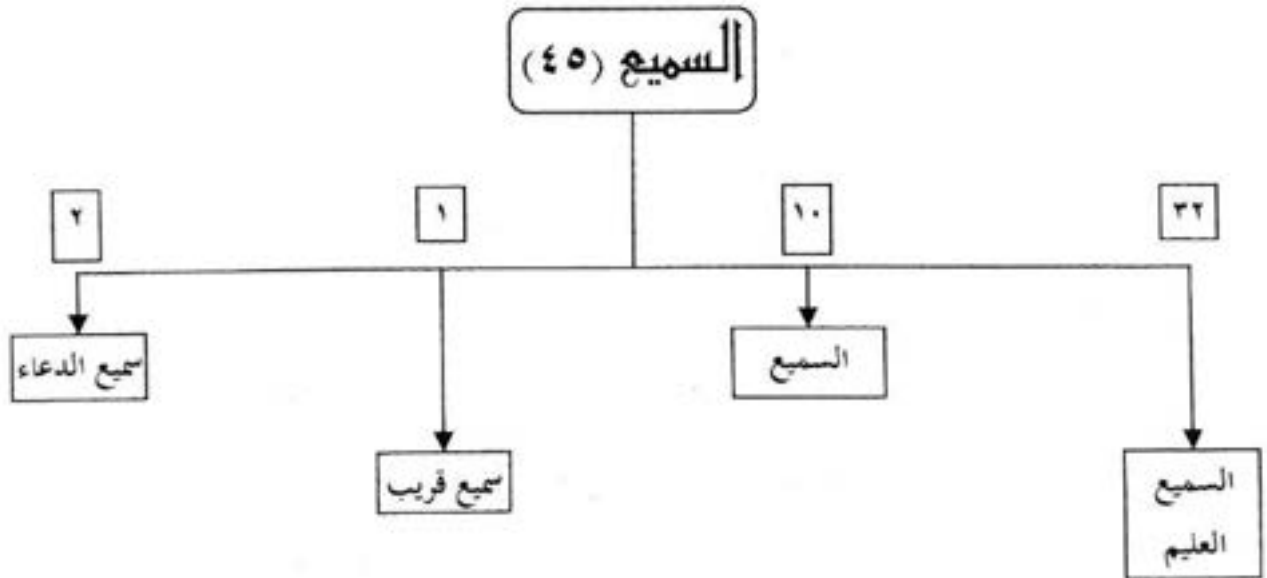 السميع (٤٥)
٣٢
١٠
١
٢
السميع
سميع الدعاء
سميع قريب
السميع
العليم